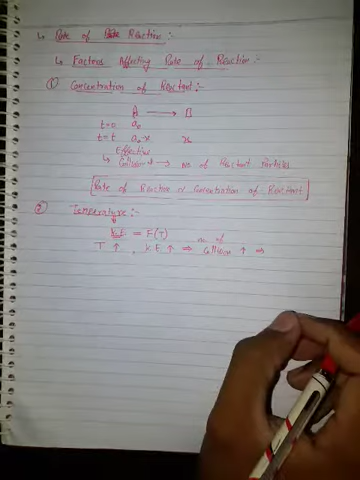 ↳ Rate of Reaction :-
↳ Factors Affecting Rate of Reaction :-
① Concentration of Reactant :-
A ⟶ B
t=0 a₀
t=t a₀-x x
Effective
↳ Collision → no. of Reactant Particles
Rate of Reaction ∝ Concentration of Reactant
② Temperature :-
K.E. = F(T)
T ↑ , K.E ↑ ⇒ no. of Collision ↑ ⇒